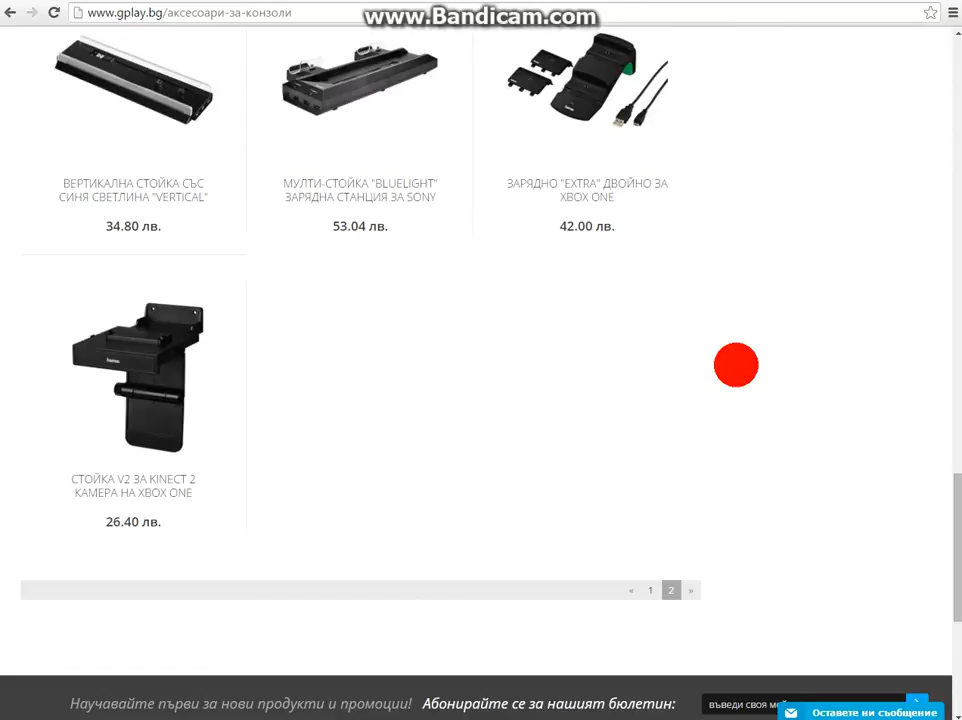 www.gplay.bg/аксесоари-за-конзоли
www.Bandicam.com
ВЕРТИКАЛНА СТОЙКА СЪС
СИНЯ СВЕТЛИНА "VERTICAL"
34.80 лв.
МУЛТИ-СТОЙКА "BLUELIGHT"
ЗАРЯДНА СТАНЦИЯ ЗА SONY
53.04 лв.
ЗАРЯДНО "EXTRA" ДВОЙНО ЗА
XBOX ONE
42.00 лв.
hama
СТОЙКА V2 ЗА KINECT 2
КАМЕРА НА XBOX ONE
26.40 лв.
« 1 2 »
Научавайте първи за нови продукти и промоции! Абонирайте се за нашият бюлетин:
въведи своя
Оставете ни съобщение